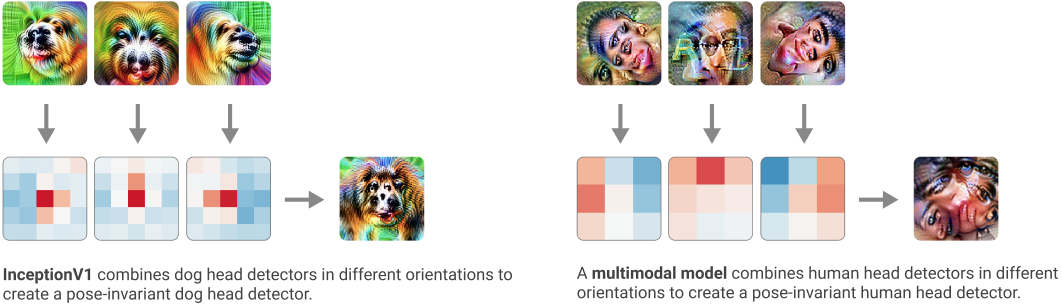 InceptionV1 combines dog head detectors in different orientations to
create a pose-invariant dog head detector.
A multimodal model combines human head detectors in different
orientations to create a pose-invariant human head detector.